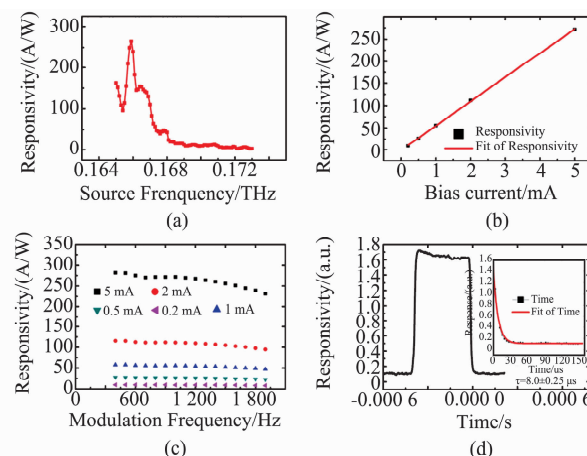 Responsivity/(A/W)
300
200
100
0
0.164
0.168
0.172
Source Frenquency/THz
(a)
Responsivity/(A/W)
250
200
150
100
50
0
1
2
3
4
5
Responsivity
Fit of Responsivity
Bias current/mA
(b)
Responsivity/(A/W)
350
300
250
200
150
100
50
0
5 mA
2 mA
0.5 mA
0.2 mA
1 mA
600
1 200
1 800
Modulation Frequency/Hz
(c)
Responsivity/(a.u.)
1.8
1.6
1.4
1.2
1.0
0.8
0.6
0.4
0.2
0
-0.000 6
0.000 0
0.000 6
Timc/s
(d)
Response/(a.u.)
1.6
1.4
1.2
1.0
0.8
0.6
0.4
0.2
0
0
30
60
90
120
150
Time
Fit of Time
Time/us
τ=8.0±0.25 μs